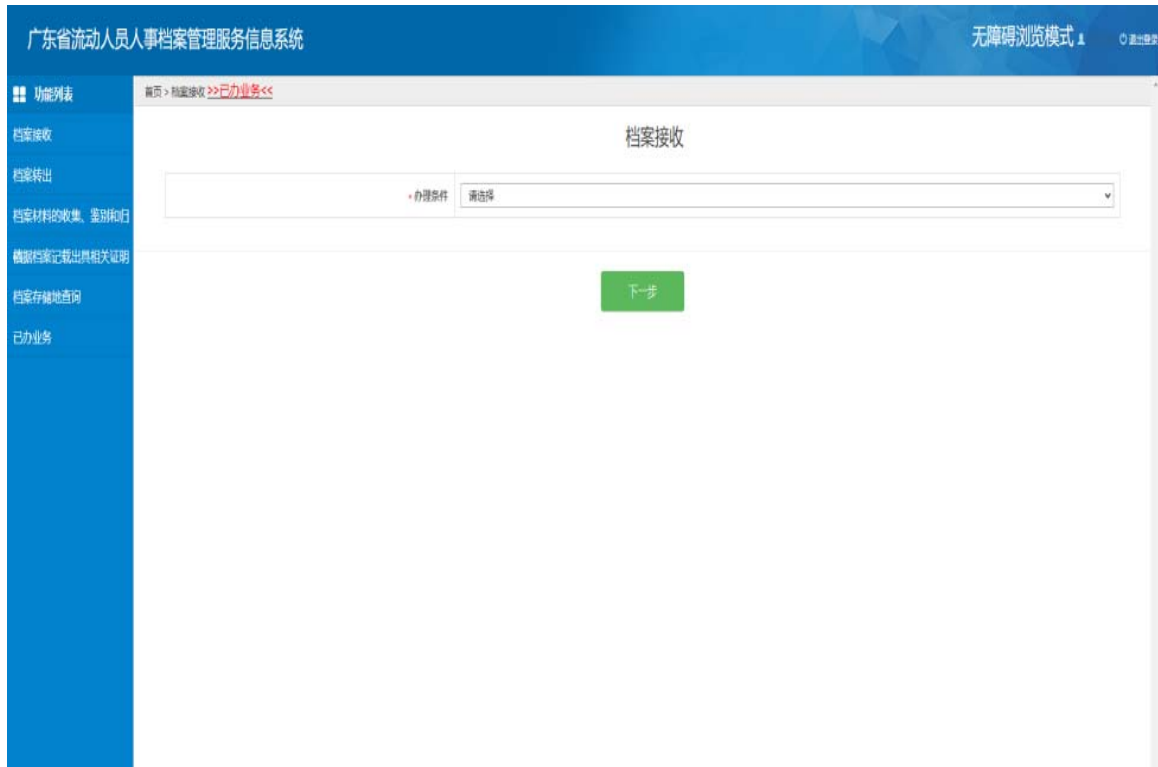 广东省流动人员人事档案管理服务信息系统
无障碍浏览模式 退出登录
功能列表
首页 > 档案接收 >>已办业务<<
档案接收
档案接收
档案转出
* 办理条件 请选择
档案材料的收集、鉴别和归
依据档案记载出具相关证明
下一步
档案存储地查询
已办业务